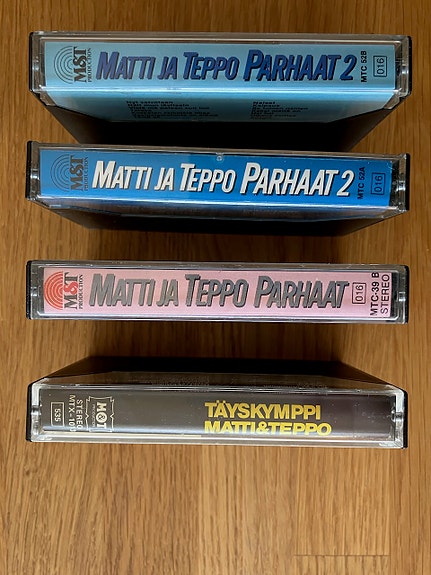 M&T
PRODUCTION
MATTI JA TEPPO PARHAAT 2
MTC 52B
016
M&T
PRODUCTION
MATTI JA TEPPO PARHAAT 2
MTC 52A
016
M&T
PRODUCTION
MATTI JA TEPPO PARHAAT
016
MTC-39 B
STEREO
535
STEREO
M&T
TÄYSKYMPPI
MATTI&TEPPO